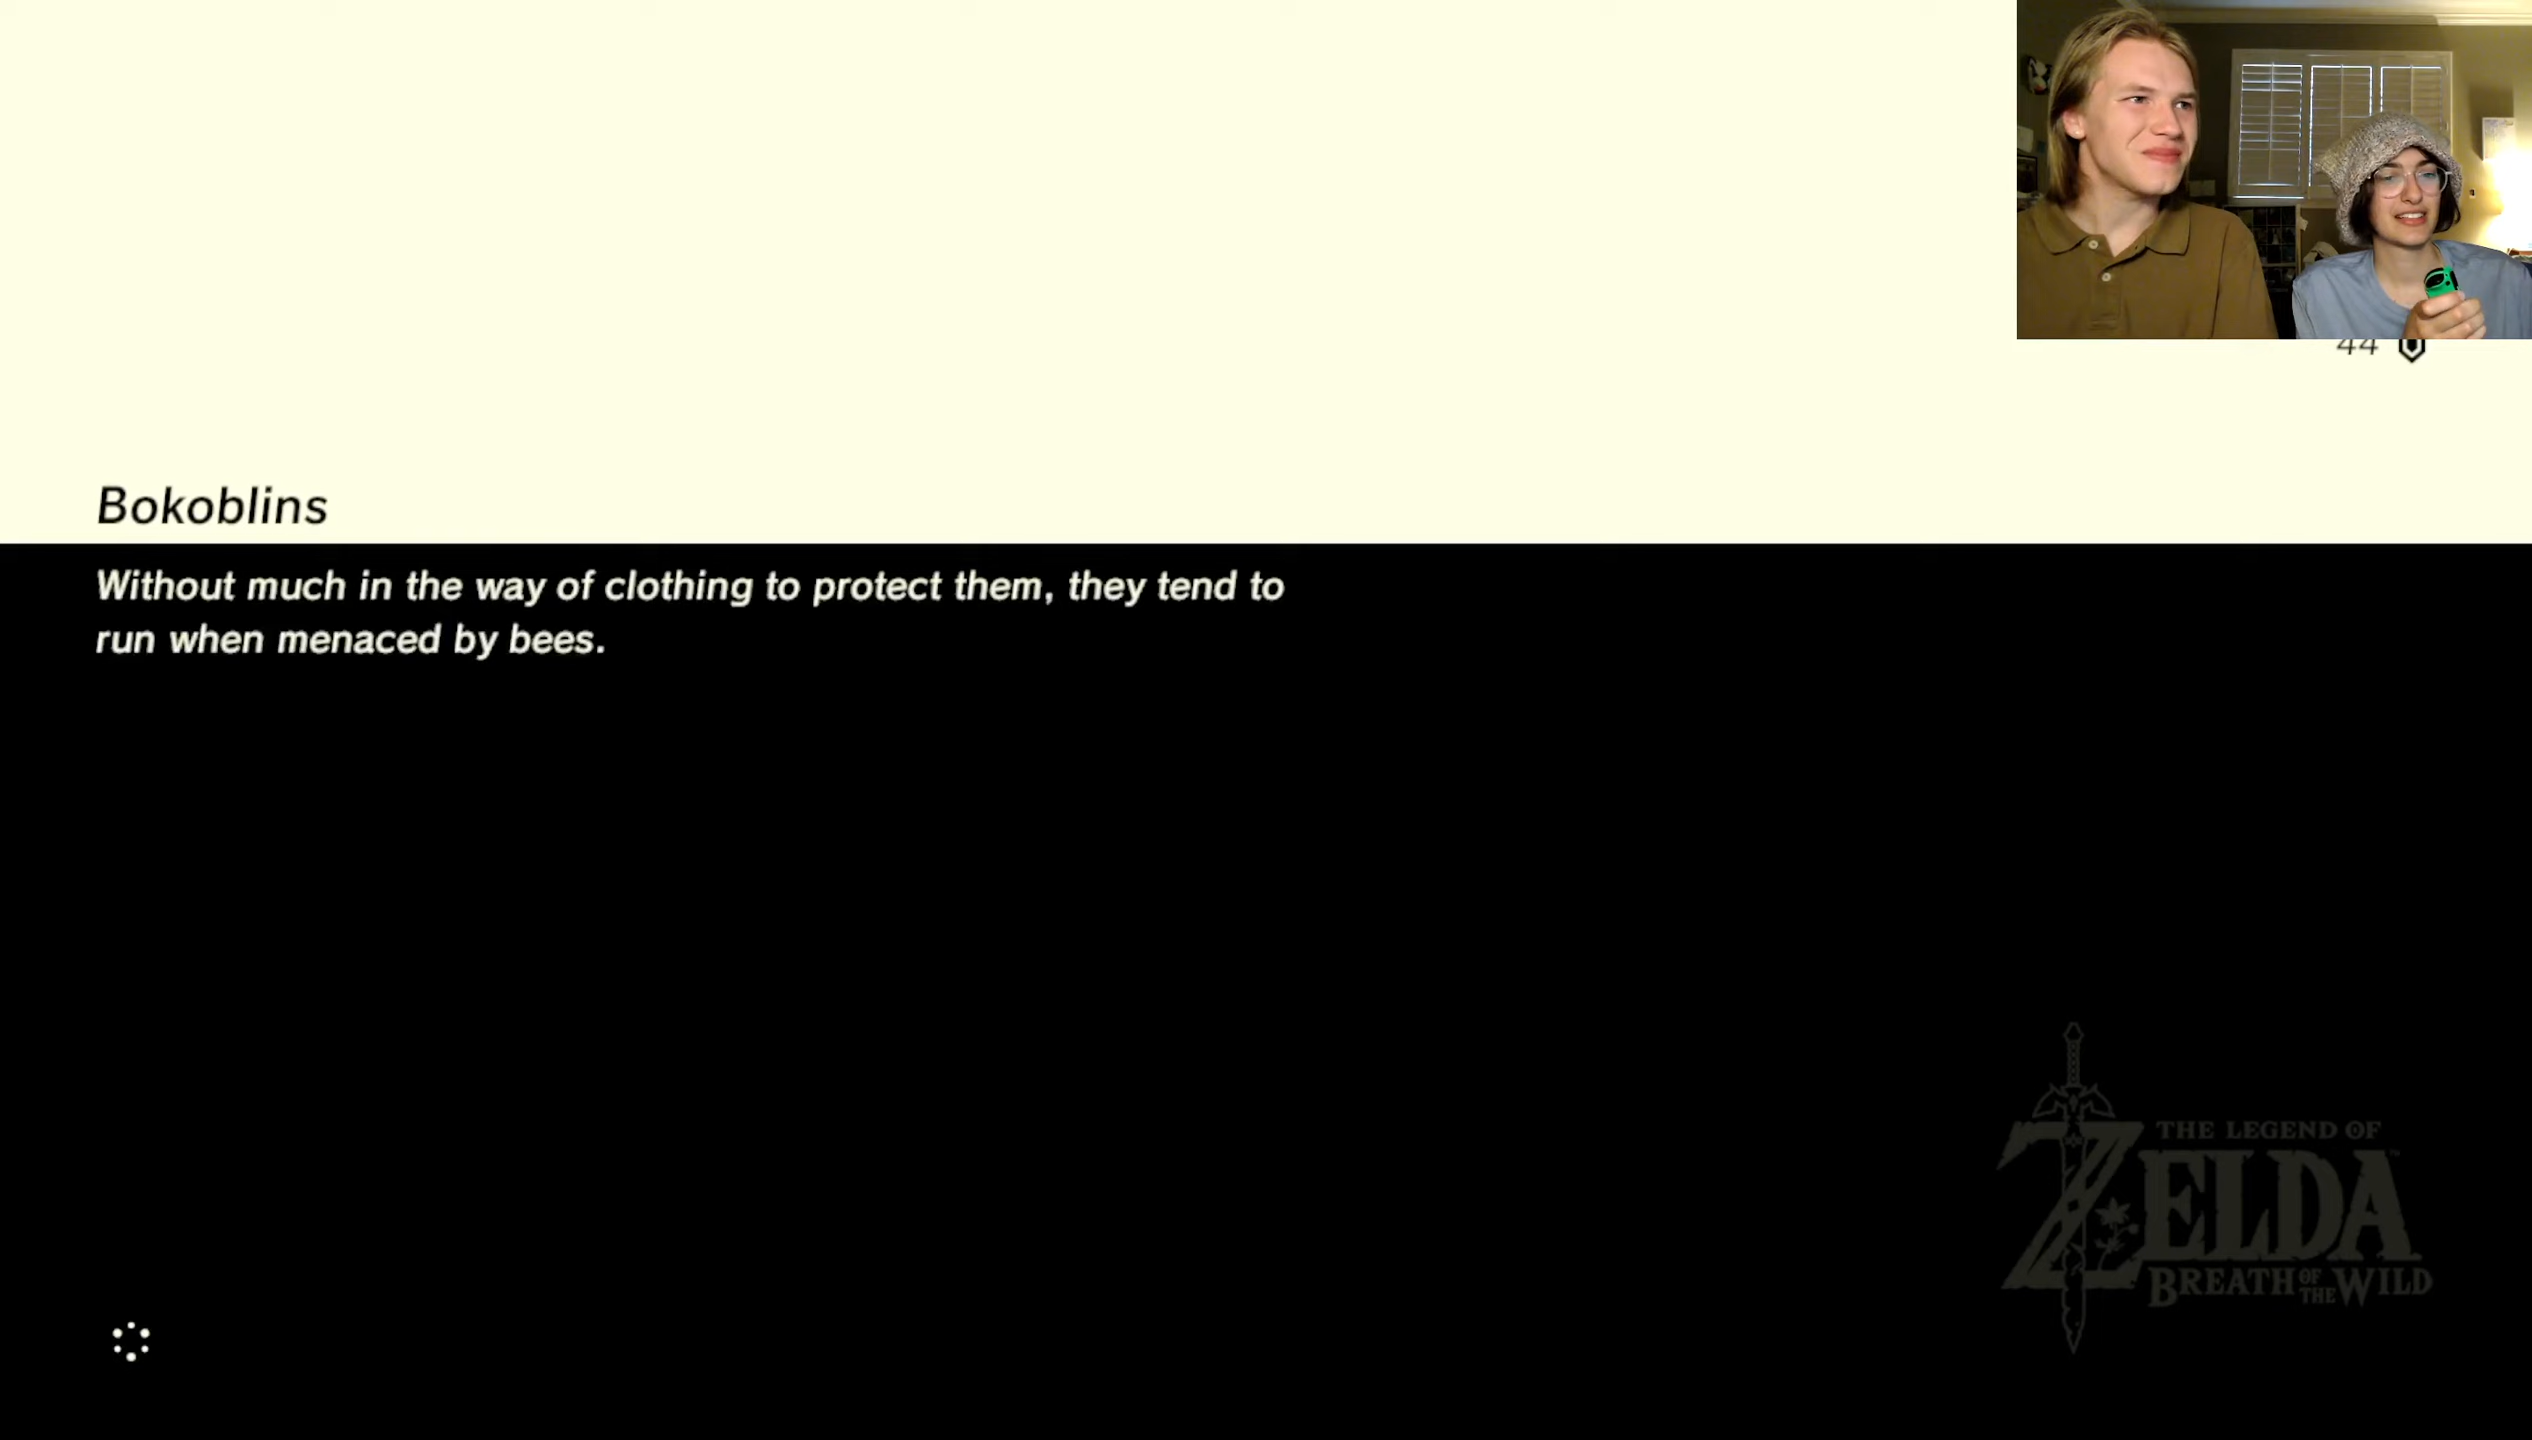 44
Bokoblins
Without much in the way of clothing to protect them, they tend to
run when menaced by bees.
THE LEGEND OF
ZELDA
BREATH OF THE WILD